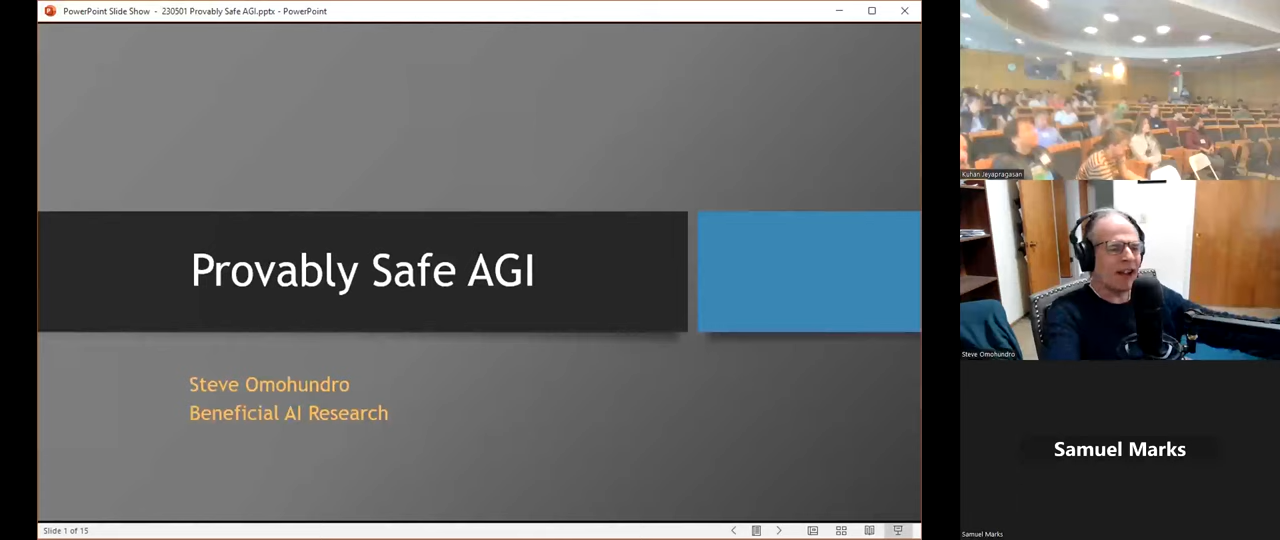 PowerPoint Slide Show - 230501 Provably Safe AGI.pptx - PowerPoint
Provably Safe AGI
Steve Omohundro
Beneficial AI Research
Slide 1 of 15
Kuhan Jeyapragasan
Steve Omohundro
Samuel Marks
Samuel Marks